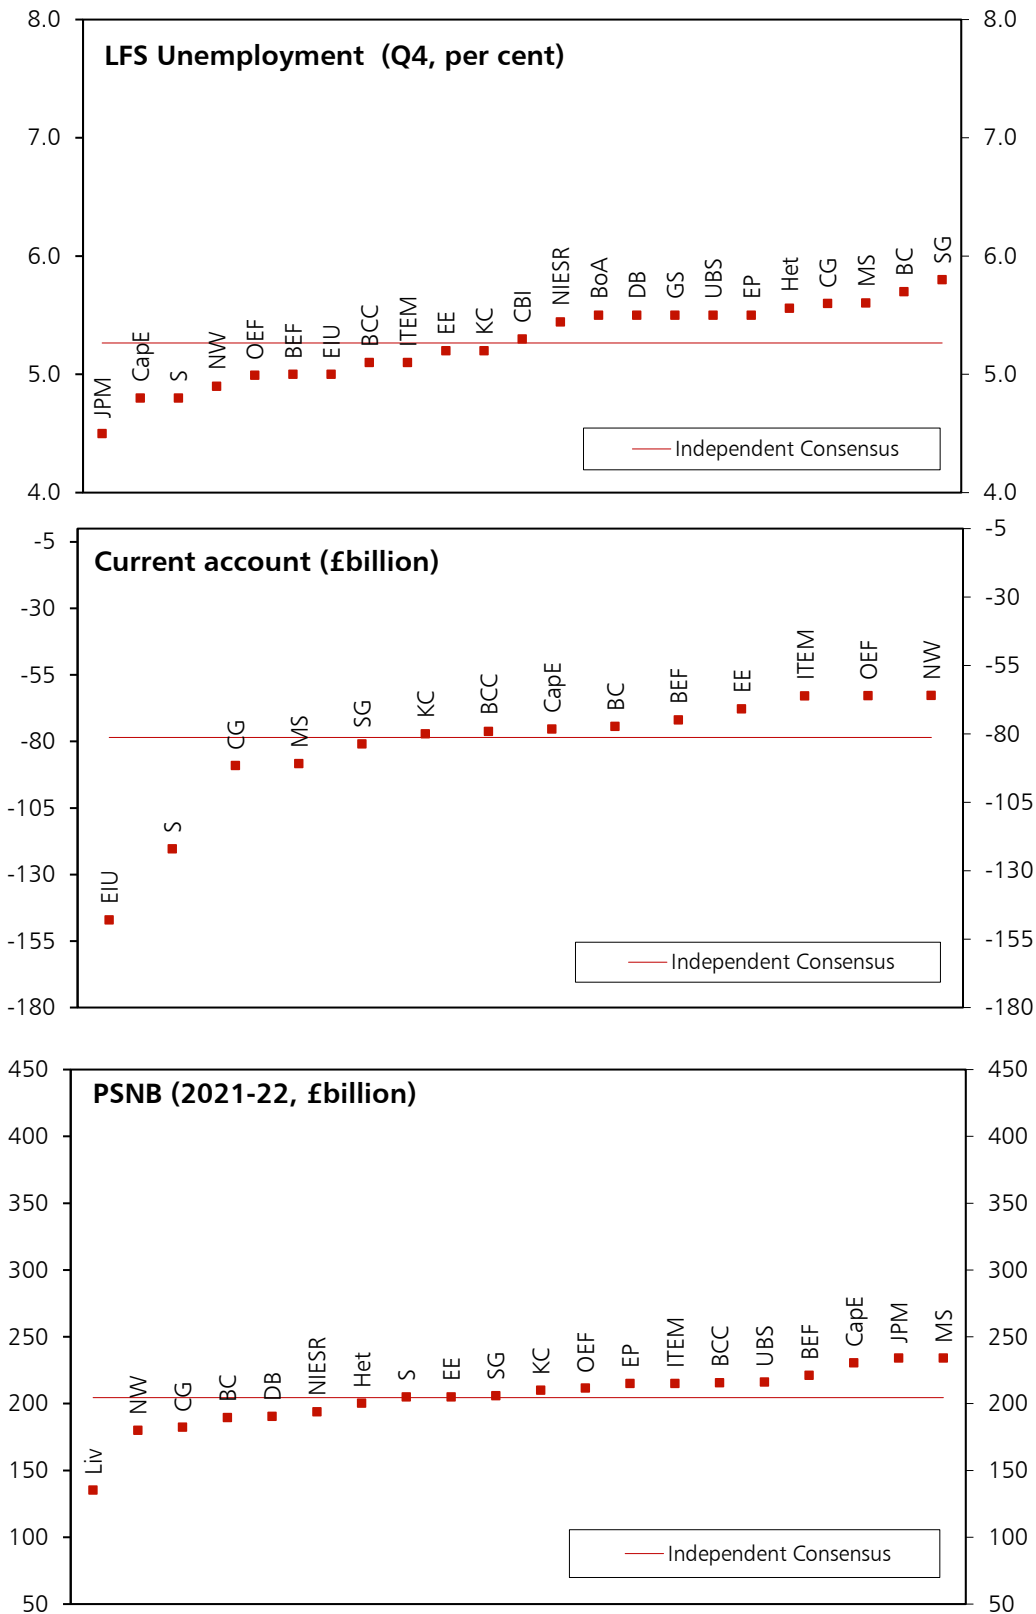 LFS Unemployment (Q4, per cent)
8.0
7.0
6.0
5.0
4.0
8.0
7.0
6.0
5.0
4.0
JPM
CapE
S
NW
OEF
BEF
EIU
BCC
ITEM
EE
KC
CBI
NIESR
BoA
DB
GS
UBS
EP
Het
CG
MS
BC
SG
Independent Consensus
Current account (£billion)
-5
-30
-55
-80
-105
-130
-155
-180
-5
-30
-55
-80
-105
-130
-155
-180
EIU
S
CG
MS
SG
KC
BCC
CapE
BC
BEF
EE
ITEM
OEF
NW
Independent Consensus
PSNB (2021-22, £billion)
450
400
350
300
250
200
150
100
50
450
400
350
300
250
200
150
100
50
Liv
NW
CG
BC
DB
NIESR
Het
S
EE
SG
KC
OEF
EP
ITEM
BCC
UBS
BEF
CapE
JPM
MS
Independent Consensus